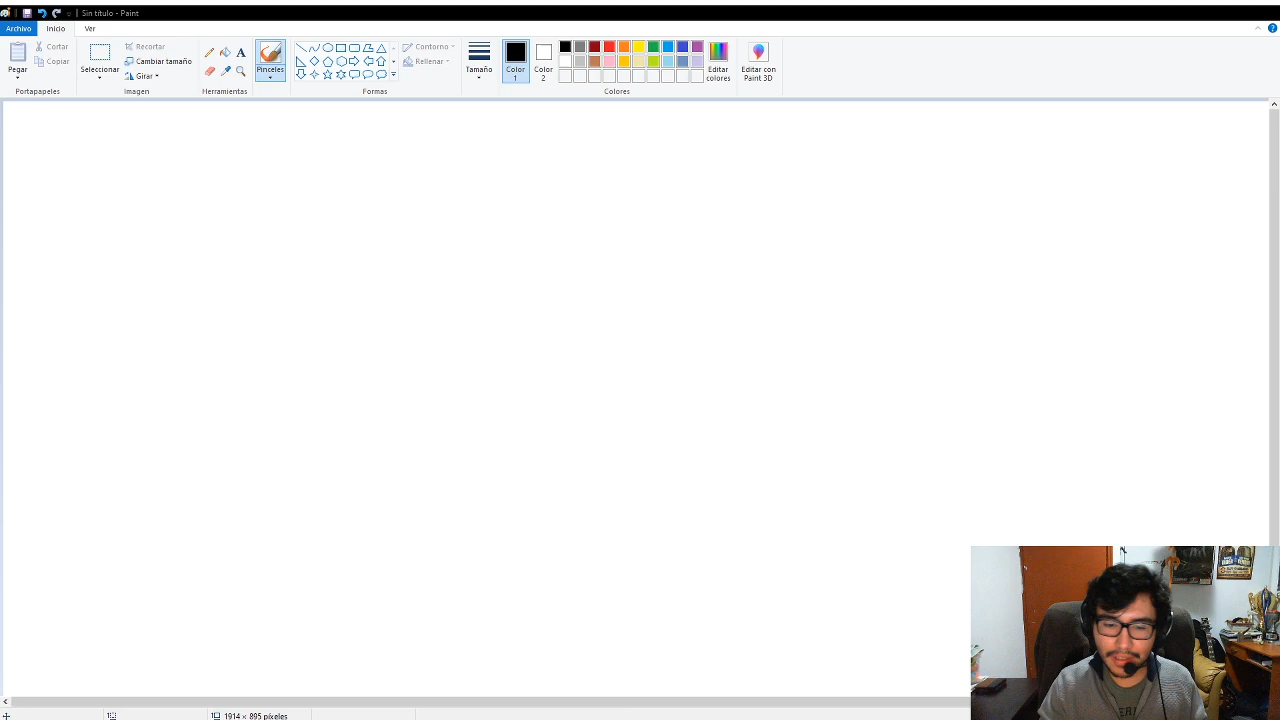 Sin título - Paint
Archivo Inicio Ver
Pegar
Cortar
Copiar
Portapapeles
Seleccionar
Recortar
Cambiar tamaño
Girar
Imagen
A
Herramientas
Pinceles
Contorno
Rellenar
Formas
Tamaño
Color
1
Color
2
Editar
colores
Colores
Editar con
Paint 3D
1914 × 895 píxeles